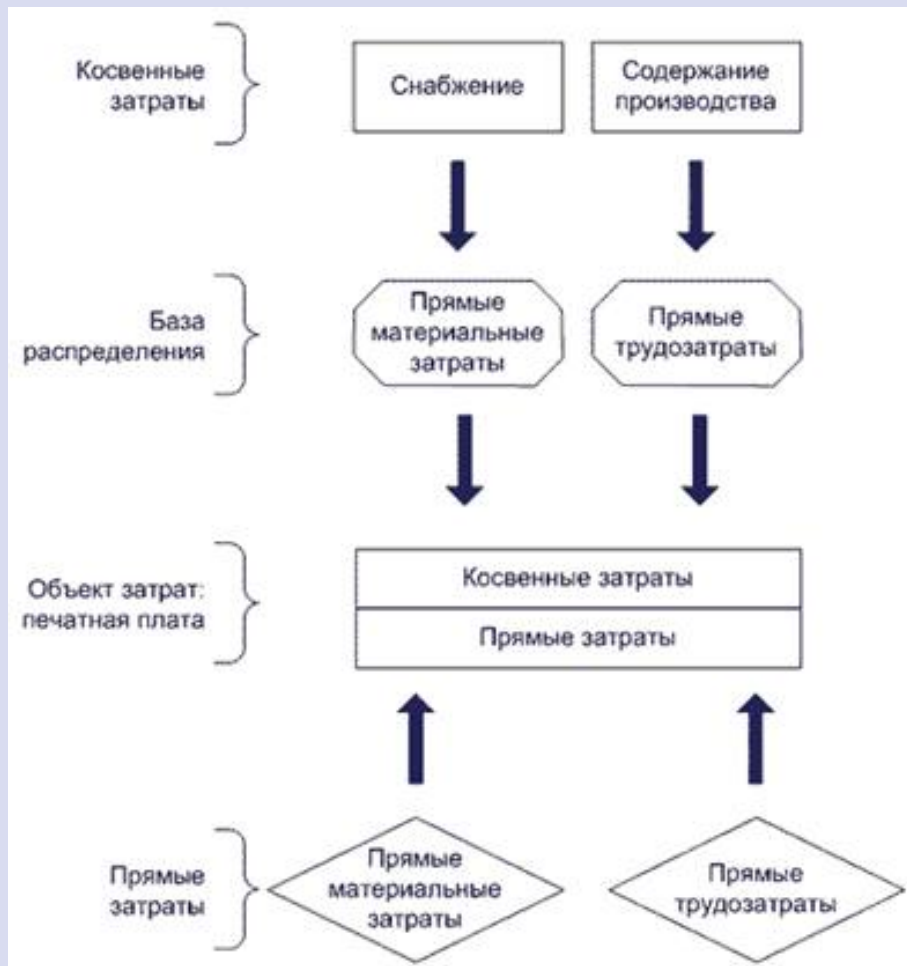 Косвенные
затраты
Снабжение
Содержание
производства
База
распределения
Прямые
материальные
затраты
Прямые
трудозатраты
Объект затрат:
печатная плата
Косвенные затраты
Прямые затраты
Прямые
затраты
Прямые
материальные
затраты
Прямые
трудозатраты